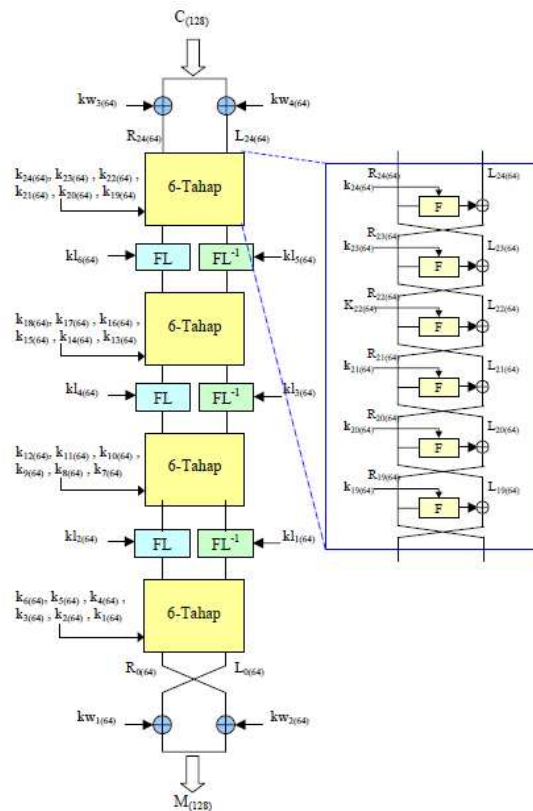 C(128)
kw3(64)
kw4(64)
R24(64)
L24(64)
k24(64), k23(64) , k22(64) ,
k21(64) , k20(64) , k19(64)
6-Tahap
kl6(64)
FL
FL-1
kl5(64)
k18(64), k17(64) , k16(64) ,
k15(64) , k14(64) , k13(64)
6-Tahap
kl4(64)
FL
FL-1
kl3(64)
k12(64), k11(64) , k10(64) ,
k9(64) , k8(64) , k7(64)
6-Tahap
kl2(64)
FL
FL-1
kl1(64)
k6(64), k5(64) , k4(64) ,
k3(64) , k2(64) , k1(64)
6-Tahap
R0(64)
L0(64)
kw1(64)
kw2(64)
M(128)
R24(64)
L24(64)
k24(64)
F
R23(64)
L23(64)
k23(64)
F
R22(64)
L22(64)
K22(64)
F
R21(64)
L21(64)
k21(64)
F
R20(64)
L20(64)
k20(64)
F
R19(64)
L19(64)
k19(64)
F